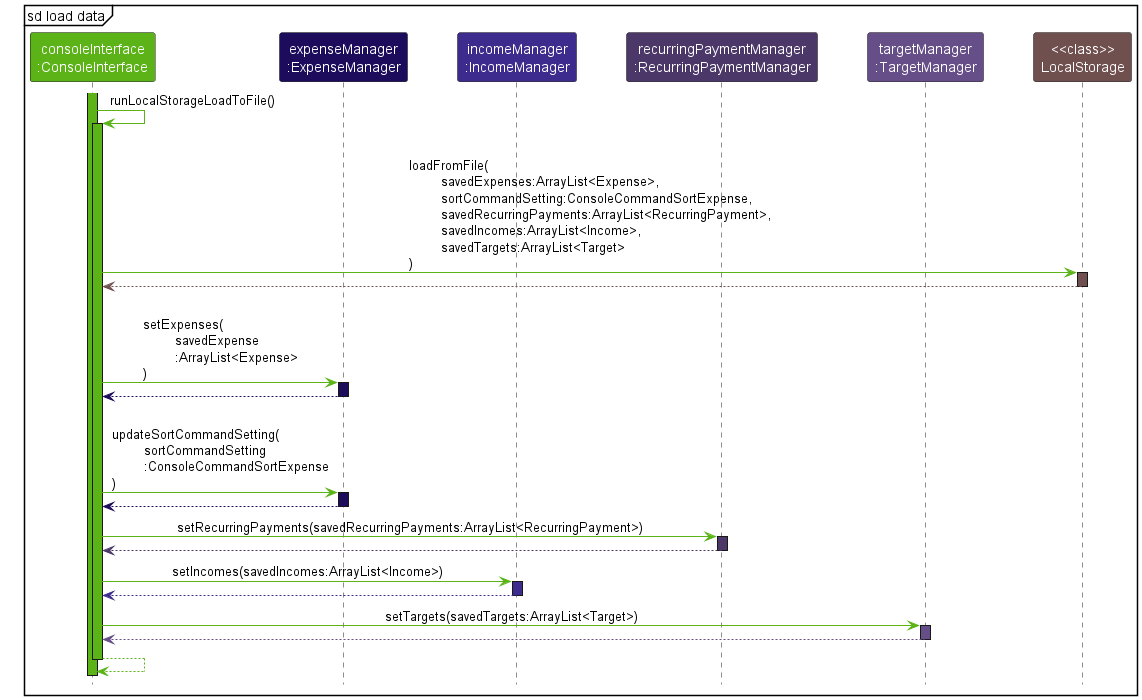 sd load data
consoleInterface
:ConsoleInterface
expenseManager
:ExpenseManager
incomeManager
:IncomeManager
recurringPaymentManager
:RecurringPaymentManager
targetManager
:TargetManager
<<class>>
LocalStorage
runLocalStorageLoadToFile()
loadFromFile(
savedExpenses:ArrayList<Expense>,
sortCommandSetting:ConsoleCommandSortExpense,
savedRecurringPayments:ArrayList<RecurringPayment>,
savedIncomes:ArrayList<Income>,
savedTargets:ArrayList<Target>
)
setExpenses(
savedExpense
:ArrayList<Expense>
)
updateSortCommandSetting(
sortCommandSetting
:ConsoleCommandSortExpense
)
setRecurringPayments(savedRecurringPayments:ArrayList<RecurringPayment>)
setIncomes(savedIncomes:ArrayList<Income>)
setTargets(savedTargets:ArrayList<Target>)